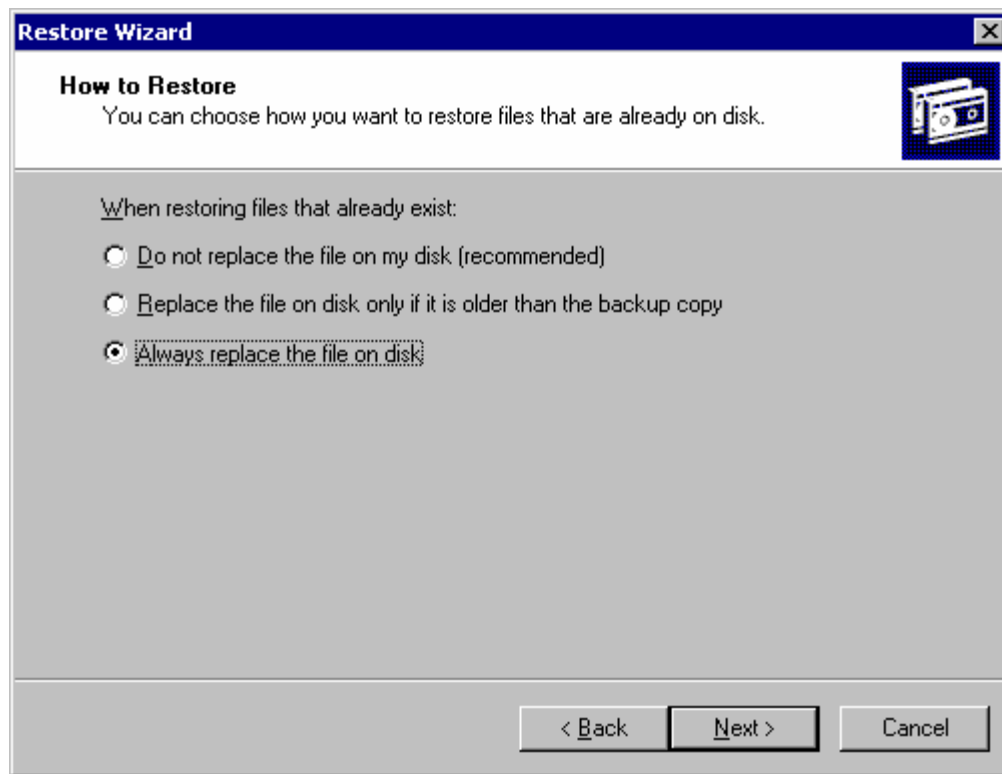 Restore Wizard
How to Restore
You can choose how you want to restore files that are already on disk.
When restoring files that already exist:
Do not replace the file on my disk (recommended)
Replace the file on disk only if it is older than the backup copy
Always replace the file on disk
< Back Next > Cancel